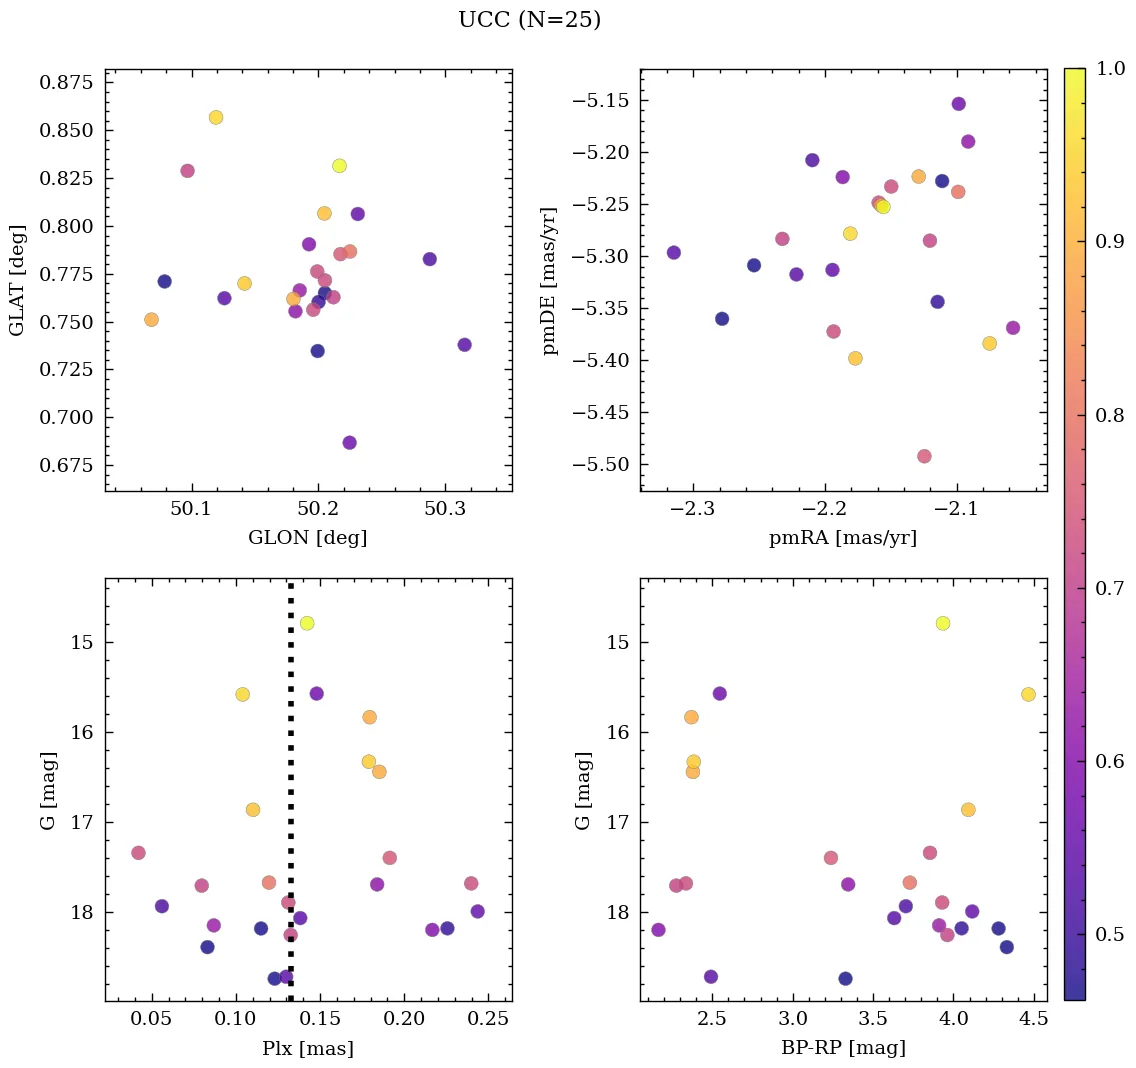 UCC (N=25)
0.875
0.850
0.825
0.800
0.775
0.750
0.725
0.700
0.675
GLAT [deg]
50.1 50.2 50.3
GLON [deg]
−5.15
−5.20
−5.25
−5.30
−5.35
−5.40
−5.45
−5.50
pmDE [mas/yr]
−2.3 −2.2 −2.1
pmRA [mas/yr]
15
16
17
18
G [mag]
0.05 0.10 0.15 0.20 0.25
Plx [mas]
15
16
17
18
G [mag]
2.5 3.0 3.5 4.0 4.5
BP-RP [mag]
1.0
0.9
0.8
0.7
0.6
0.5